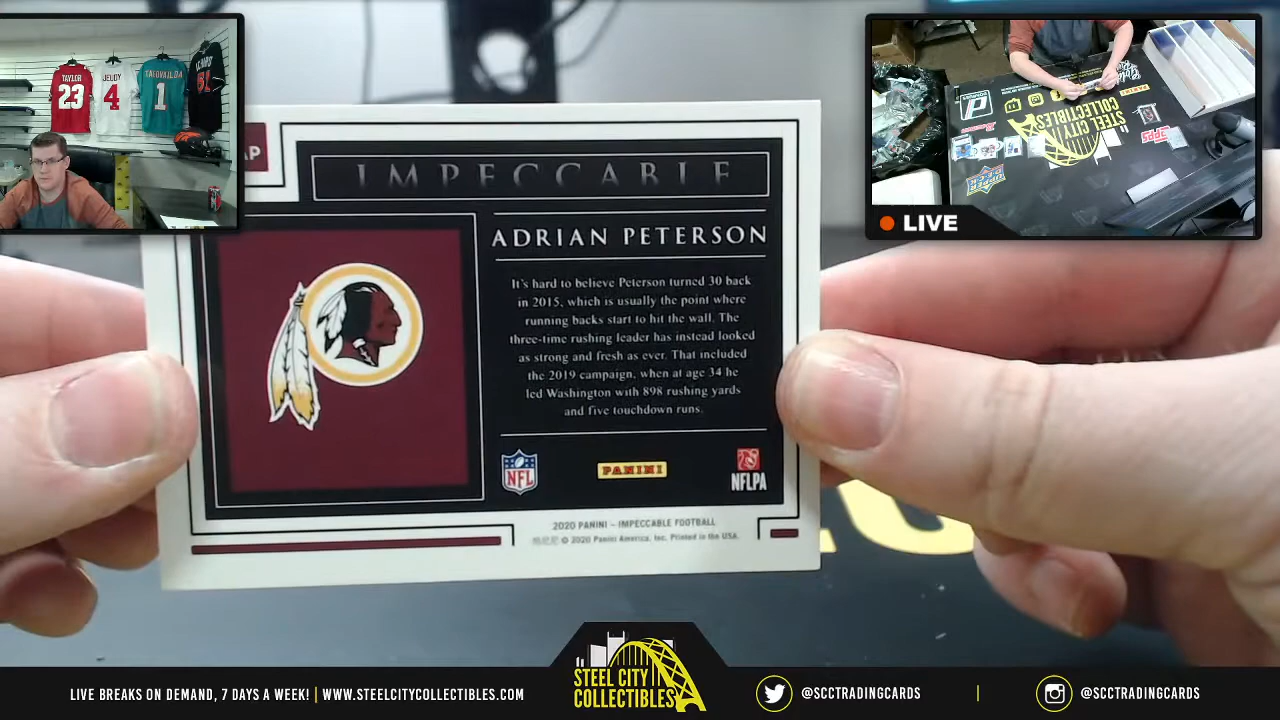 TAYLOR
23
JEUDY
4
TAGOVAILOA
1
51
LIVE
STEEL CITY
COLLECTIBLES
PANINI
AP
IMPECCABLE
ADRIAN PETERSON
It's hard to believe Peterson turned 30 back
in 2015, which is usually the point where
running backs start to hit the wall. The
three-time rushing leader has instead looked
as strong and fresh as ever. That included
the 2019 campaign, when at age 34 he
led Washington with 898 rushing yards
and five touchdown runs.
NFL
PANINI
NFLPA
2020 PANINI – IMPECCABLE FOOTBALL
© 2020 Panini America, Inc. Printed in the USA.
LIVE BREAKS ON DEMAND, 7 DAYS A WEEK! | WWW.STEELCITYCOLLECTIBLES.COM
STEEL CITY
COLLECTIBLES
@SCCTRADINGCARDS | @SCCTRADINGCARDS